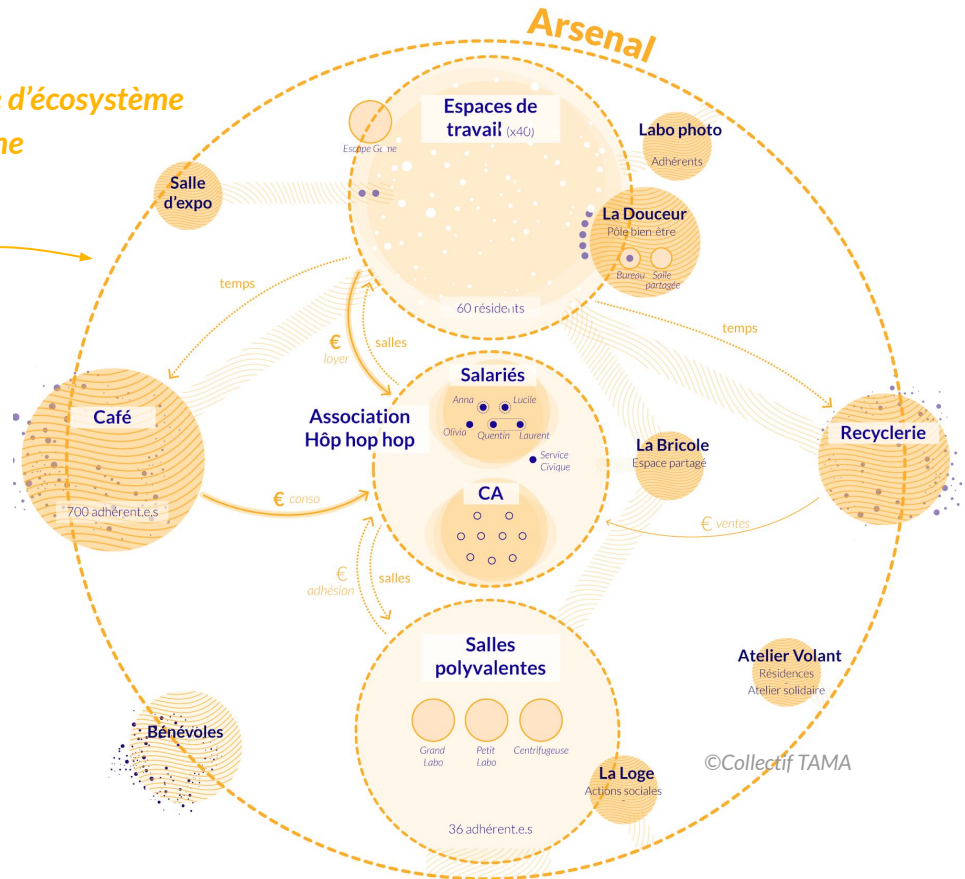 Arsenal
e d'écosystème
ne
Espaces de
travail (x40)
Escape Game
Labo photo
Adhérents
Salle
d'expo
La Douceur
Pôle bien être
Bureau
Salle
partagée
60 résidents
temps
temps
€
loyer
salles
Café
700 adhérent.e.s
Association
Hôp hop hop
Salariés
Anna
Lucile
Olivia
Quentin
Laurent
Service
Civique
CA
La Bricole
Espace partagé
Recyclerie
€ conso
€ ventes
€
adhésion
salles
Salles
polyvalentes
Grand
Labo
Petit
Labo
Centrifugeuse
36 adhérent.e.s
Atelier Volant
Résidences
-
Atelier solidaire
Bénévoles
La Loge
Actions sociales
-
©Collectif TAMA